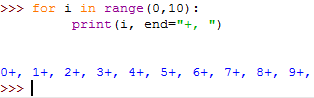 >>> for i in range(0,10):
        print(i, end="+, ")
0+, 1+, 2+, 3+, 4+, 5+, 6+, 7+, 8+, 9+,
>>>